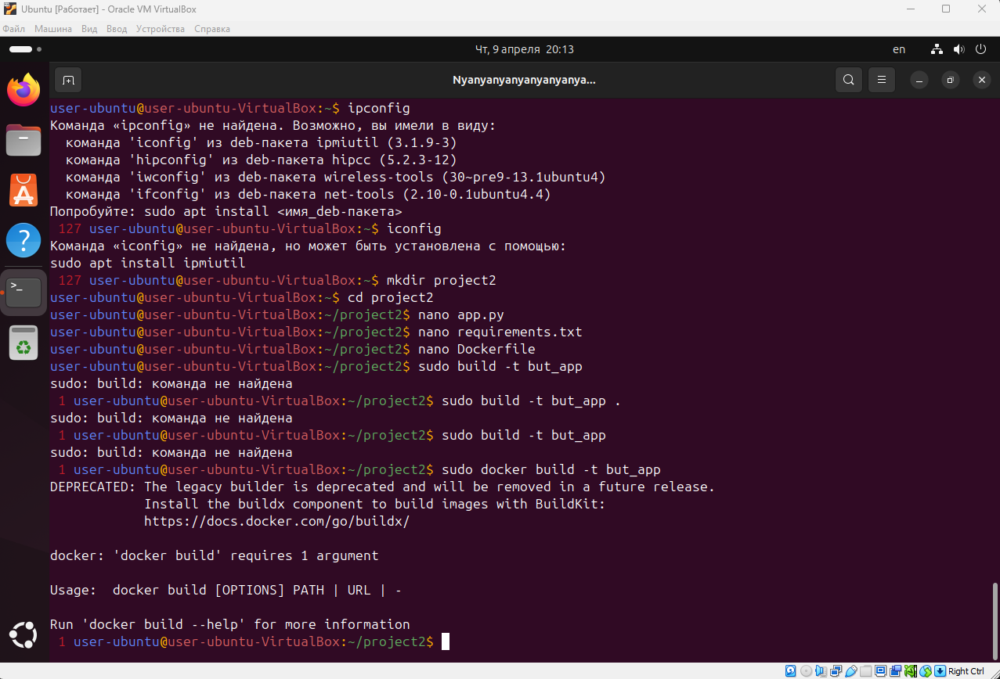 Ubuntu [Работает] - Oracle VM VirtualBox
Файл Машина Вид Ввод Устройства Справка
Чт, 9 апреля 20:13
en
Nyanyanyanyanyanyanya...
user-ubuntu@user-ubuntu-VirtualBox:~$ ipconfig
Команда «ipconfig» не найдена. Возможно, вы имели в виду:
  команда 'iconfig' из deb-пакета ipmiutil (3.1.9-3)
  команда 'hipconfig' из deb-пакета hipcc (5.2.3-12)
  команда 'iwconfig' из deb-пакета wireless-tools (30~pre9-13.1ubuntu4)
  команда 'ifconfig' из deb-пакета net-tools (2.10-0.1ubuntu4.4)
Попробуйте: sudo apt install <имя_deb-пакета>
 127 user-ubuntu@user-ubuntu-VirtualBox:~$ iconfig
Команда «iconfig» не найдена, но может быть установлена с помощью:
sudo apt install ipmiutil
 127 user-ubuntu@user-ubuntu-VirtualBox:~$ mkdir project2
user-ubuntu@user-ubuntu-VirtualBox:~$ cd project2
user-ubuntu@user-ubuntu-VirtualBox:~/project2$ nano app.py
user-ubuntu@user-ubuntu-VirtualBox:~/project2$ nano requirements.txt
user-ubuntu@user-ubuntu-VirtualBox:~/project2$ nano Dockerfile
user-ubuntu@user-ubuntu-VirtualBox:~/project2$ sudo build -t but_app
sudo: build: команда не найдена
 1 user-ubuntu@user-ubuntu-VirtualBox:~/project2$ sudo build -t but_app .
sudo: build: команда не найдена
 1 user-ubuntu@user-ubuntu-VirtualBox:~/project2$ sudo build -t but_app
sudo: build: команда не найдена
 1 user-ubuntu@user-ubuntu-VirtualBox:~/project2$ sudo docker build -t but_app
DEPRECATED: The legacy builder is deprecated and will be removed in a future release.
            Install the buildx component to build images with BuildKit:
            https://docs.docker.com/go/buildx/
docker: 'docker build' requires 1 argument
Usage:  docker build [OPTIONS] PATH | URL | -
Run 'docker build --help' for more information
 1 user-ubuntu@user-ubuntu-VirtualBox:~/project2$
Right Ctrl